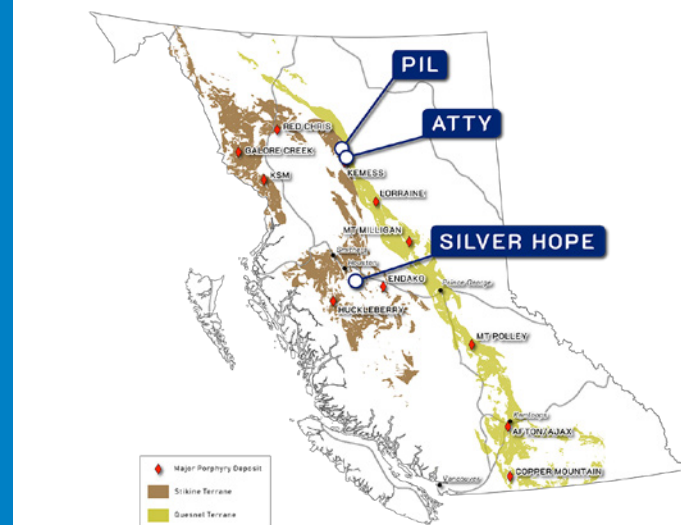 PIL
ATTY
RED CHRIS
GALORE CREEK
KEMESS
KSM
LORRAINE
MT MILLIGAN
SILVER HOPE
Smithers
Houston
ENDAKO
Prince George
HUCKLEBERRY
MT POLLEY
Kamloops
AFTON/AJAX
COPPER MOUNTAIN
Vancouver
Major Porphyry Deposit
Stikine Terrane
Quesnel Terrane